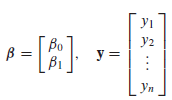 β = [β₀ β₁], y = [y₁ y₂ ⋮ yₙ]